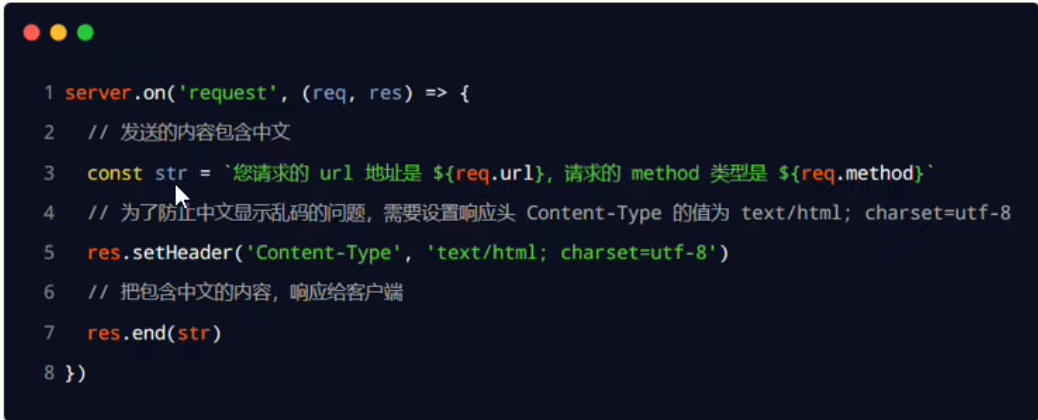 1 server.on('request', (req, res) => {
2 // 发送的内容包含中文
3 const str = `您请求的 url 地址是 ${req.url}, 请求的 method 类型是 ${req.method}`
4 // 为了防止中文显示乱码的问题，需要设置响应头 Content-Type 的值为 text/html; charset=utf-8
5 res.setHeader('Content-Type', 'text/html; charset=utf-8')
6 // 把包含中文的内容，响应给客户端
7 res.end(str)
8 })